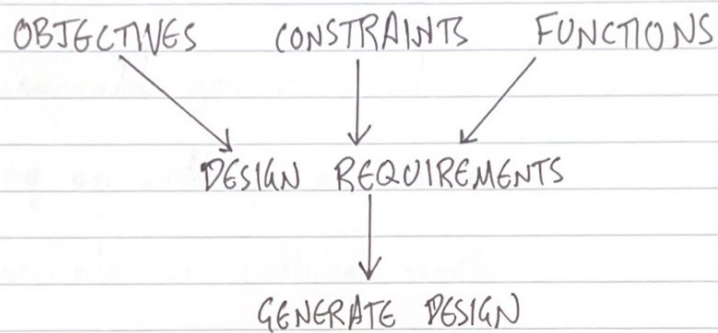 OBJECTIVES CONSTRAINTS FUNCTIONS
DESIGN REQUIREMENTS
GENERATE DESIGN